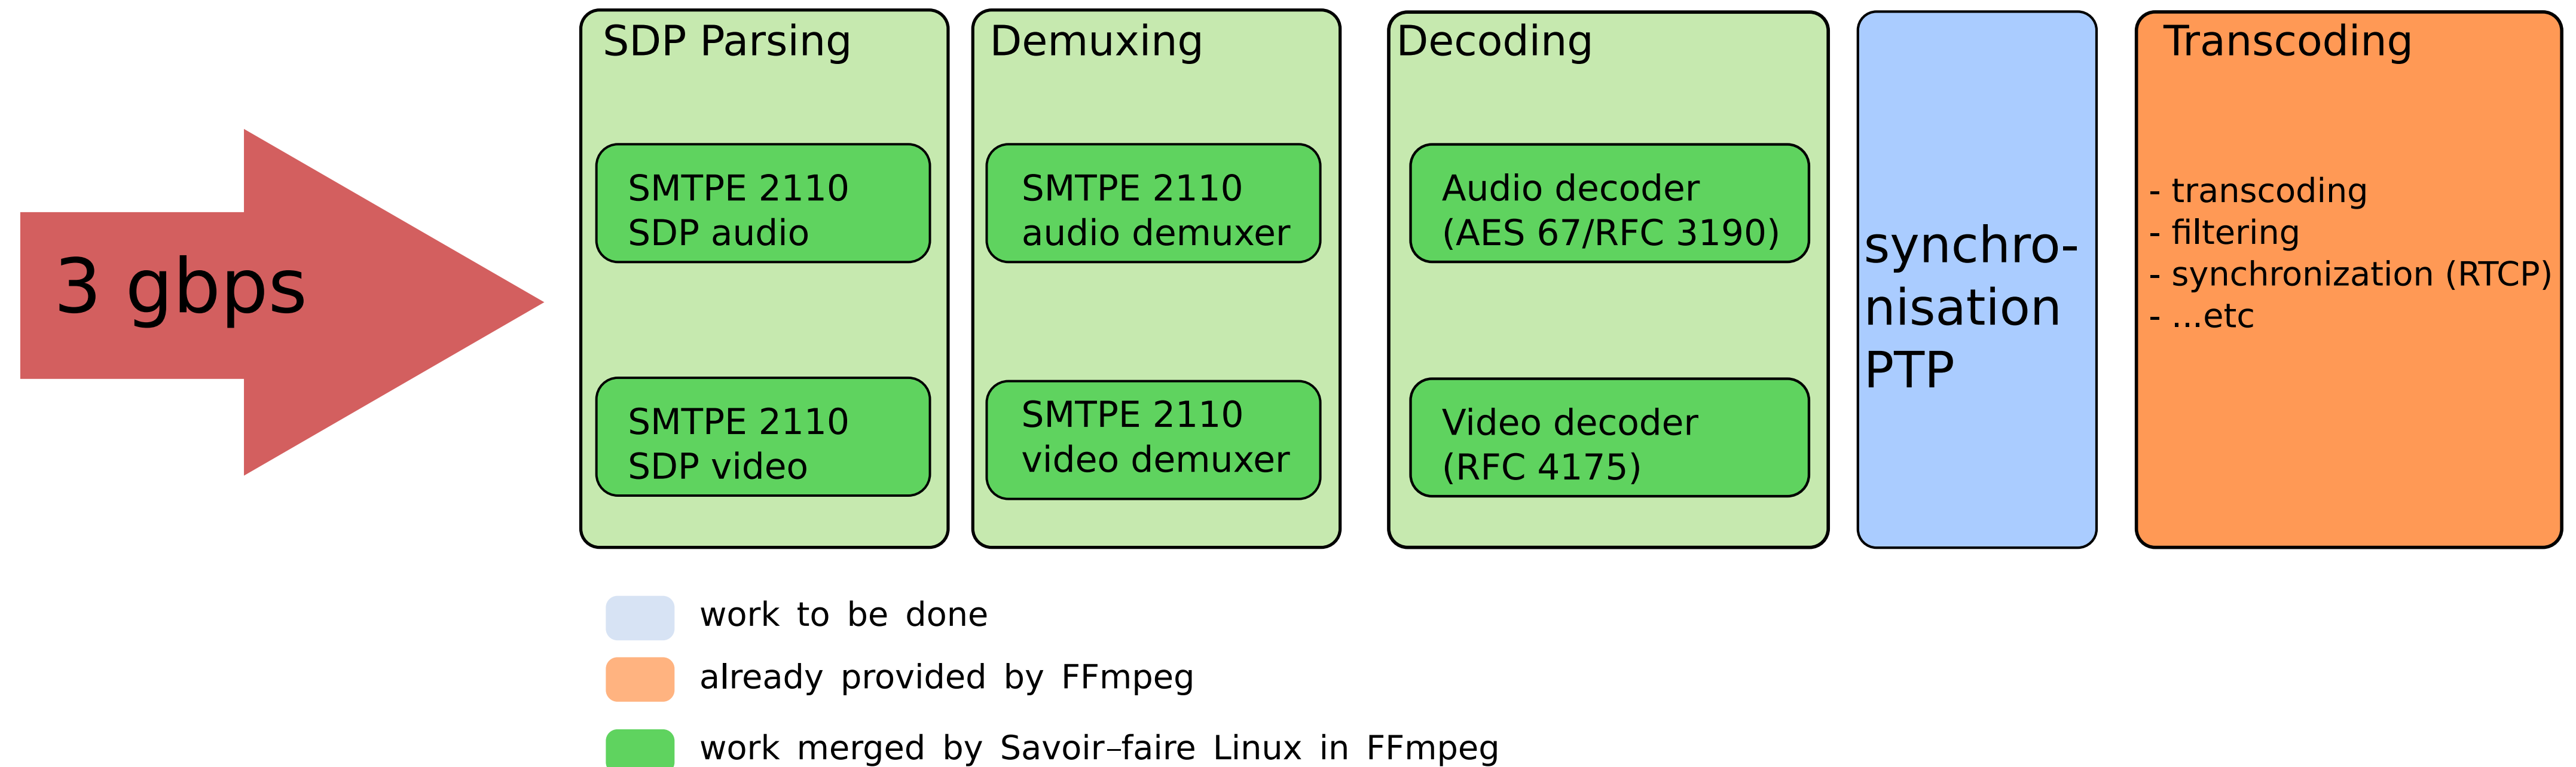 3 gbps
SDP Parsing
SMTPE 2110
SDP audio
SMTPE 2110
SDP video
Demuxing
SMTPE 2110
audio demuxer
SMTPE 2110
video demuxer
Decoding
Audio decoder
(AES 67/RFC 3190)
Video decoder
(RFC 4175)
synchro-
nisation
PTP
Transcoding
- transcoding
- filtering
- synchronization (RTCP)
- ...etc
work to be done
already provided by FFmpeg
work merged by Savoir-faire Linux in FFmpeg